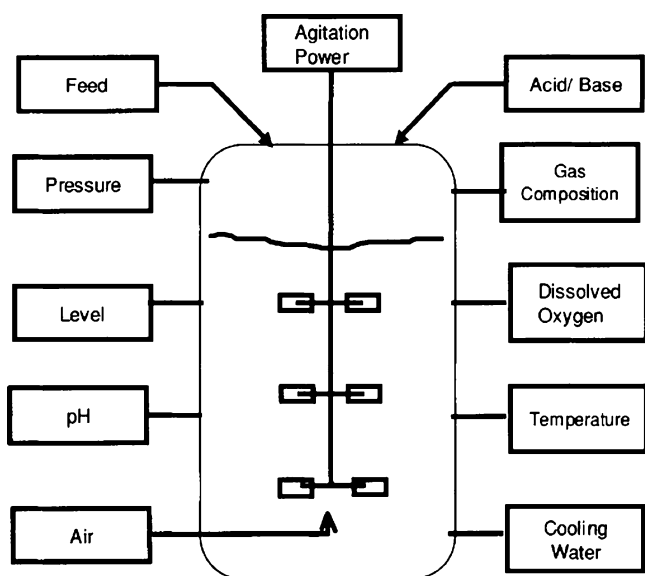 Agitation
Power
Feed
Acid/ Base
Pressure
Gas
Composition
Level
Dissolved
Oxygen
pH
Temperature
Air
Cooling
Water